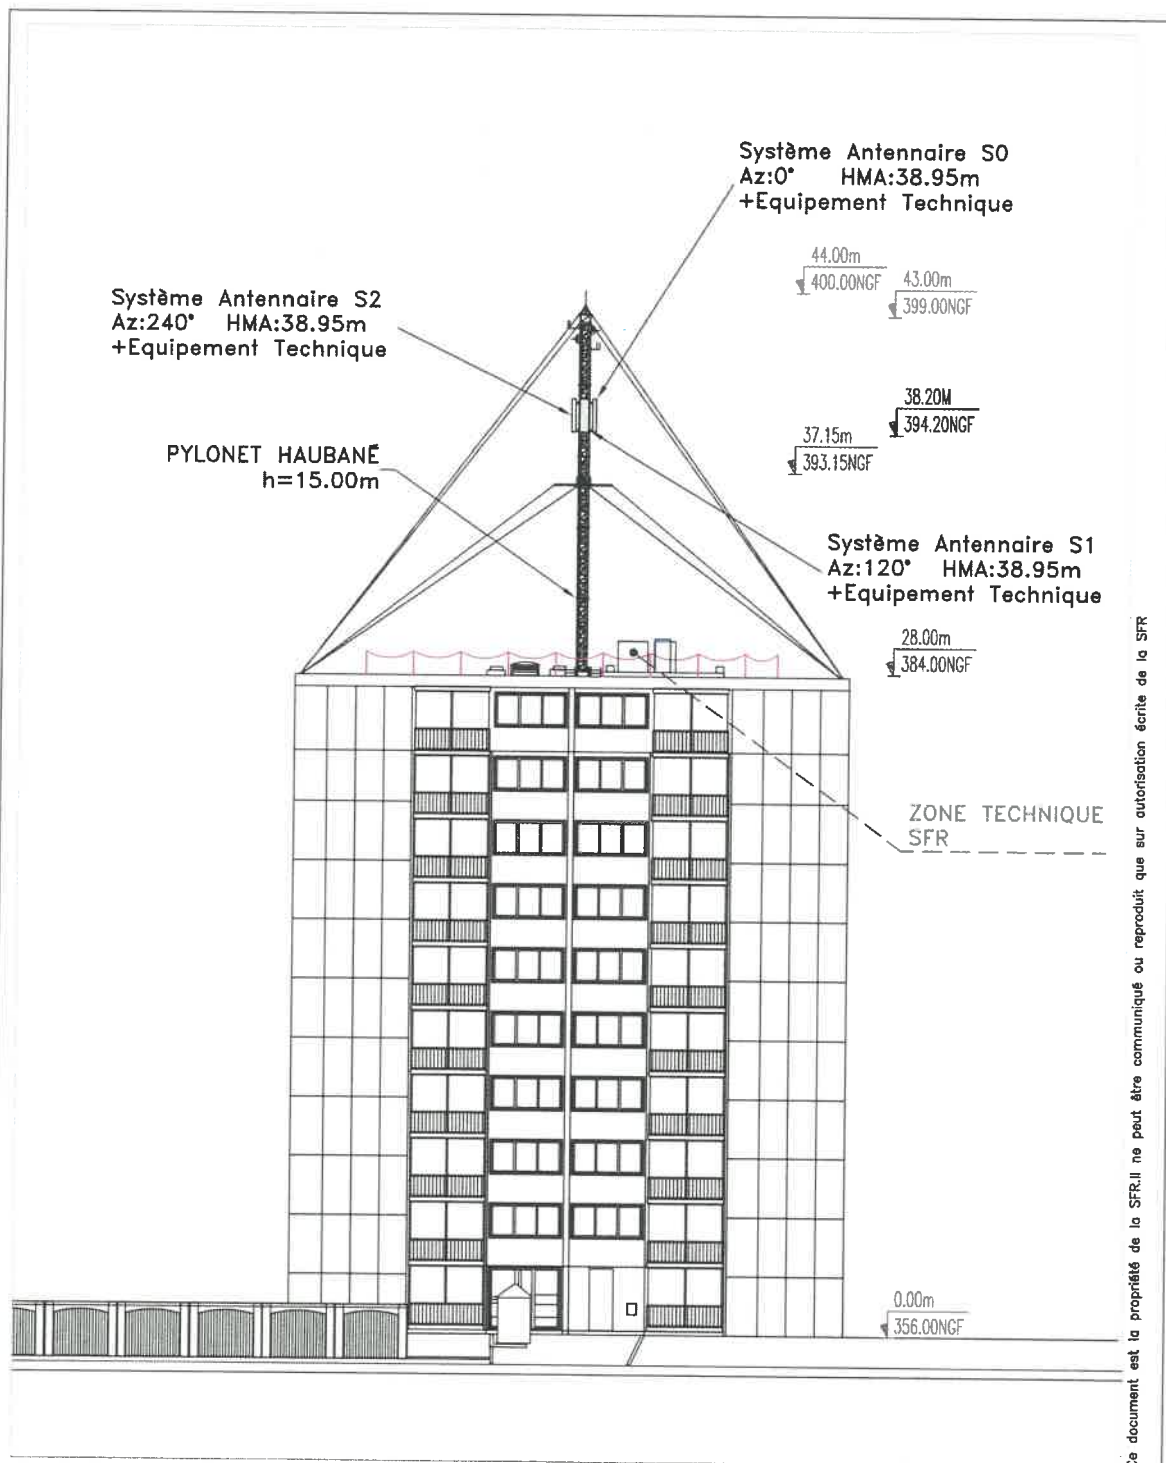 Système Antennaire S0
Az:0° HMA:38.95m
+Equipement Technique
44.00m
400.00NGF
43.00m
399.00NGF
Système Antennaire S2
Az:240° HMA:38.95m
+Equipement Technique
38.20M
394.20NGF
37.15m
393.15NGF
PYLONET HAUBANÉ
h=15.00m
Système Antennaire S1
Az:120° HMA:38.95m
+Equipement Technique
28.00m
384.00NGF
ZONE TECHNIQUE
SFR
0.00m
356.00NGF
Ce document est la propriété de la SFR.Il ne peut être communiqué ou reproduit que sur autorisation écrite de la SFR